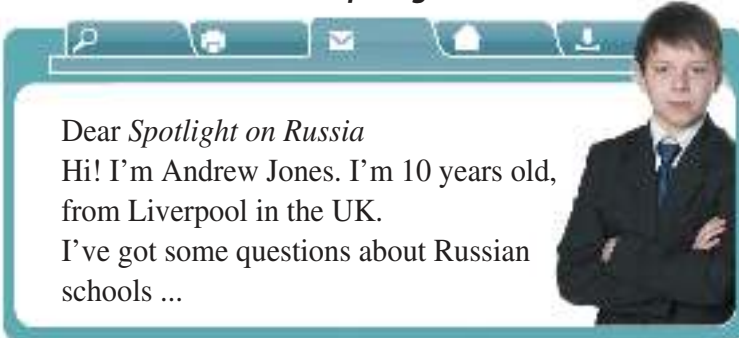 Dear Spotlight on Russia
Hi! I’m Andrew Jones. I’m 10 years old,
from Liverpool in the UK.
I’ve got some questions about Russian
schools ...